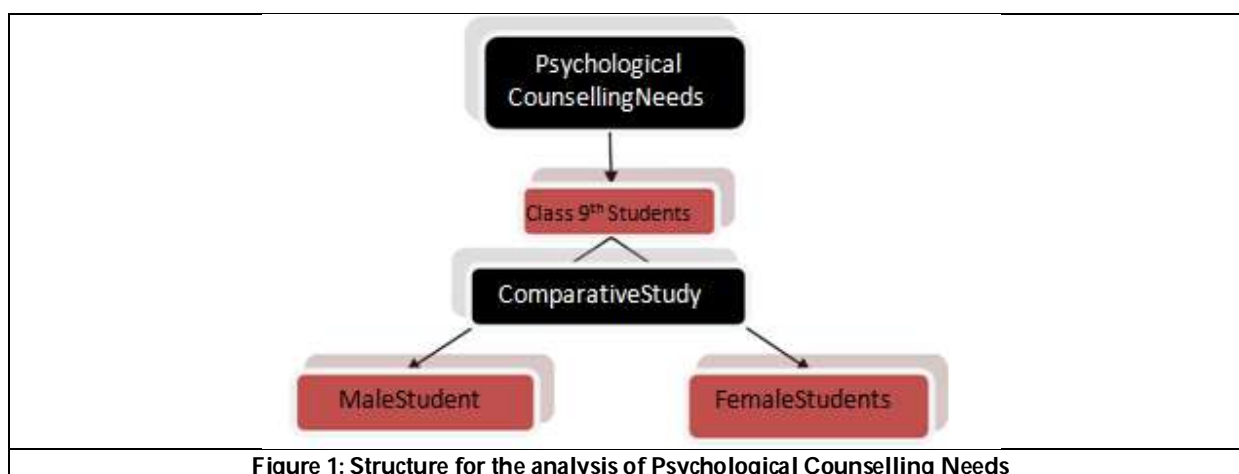 Psychological
CounsellingNeeds
Class 9th Students
ComparativeStudy
MaleStudent
FemaleStudents
Figure 1: Structure for the analysis of Psychological Counselling Needs